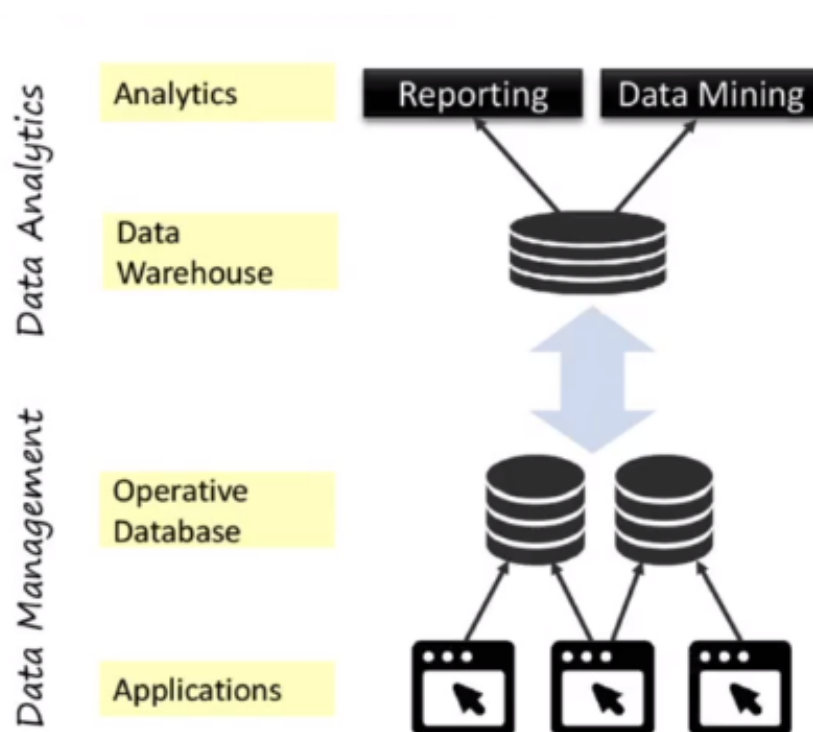 Data Analytics
Analytics
Reporting
Data Mining
Data
Warehouse
Data Management
Operative
Database
Applications